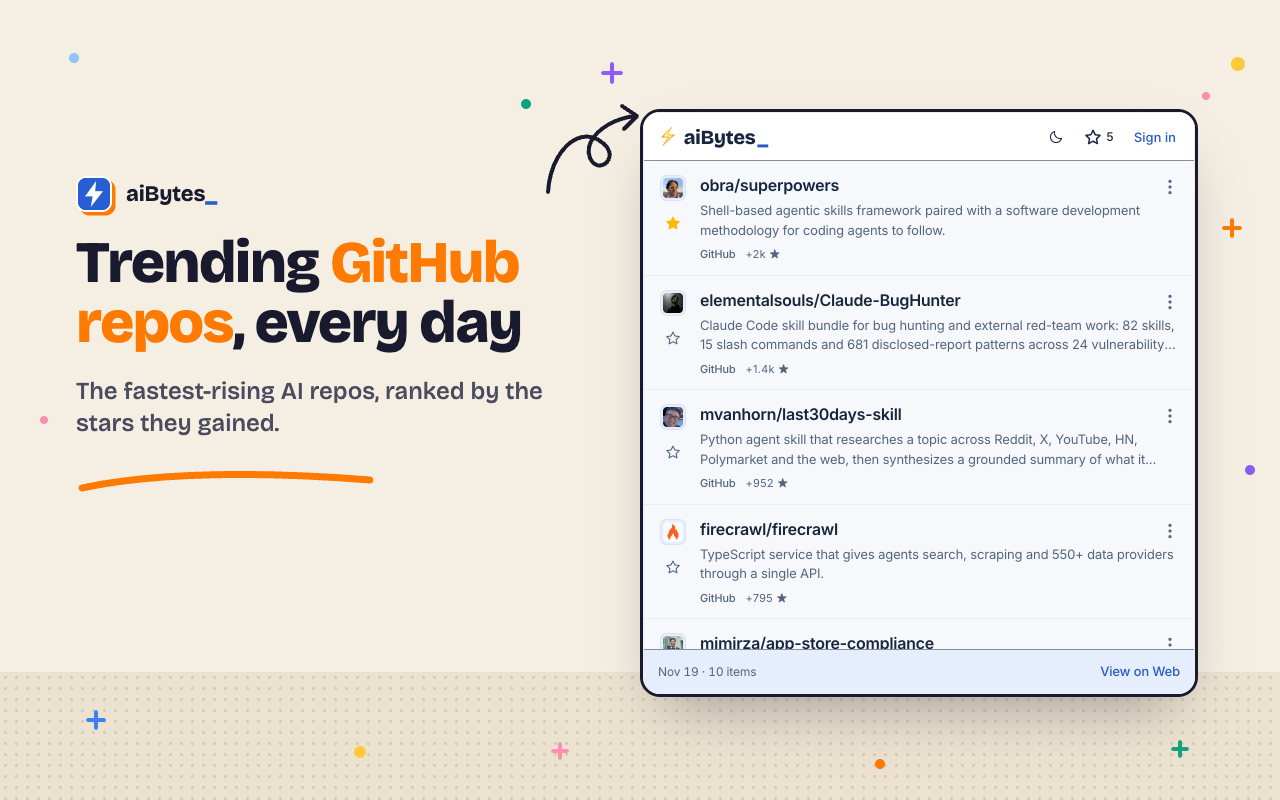 aiBytes_
Trending GitHub
repos, every day
The fastest-rising AI repos, ranked by the
stars they gained.
aiBytes_
5
Sign in
obra/superpowers
Shell-based agentic skills framework paired with a software development
methodology for coding agents to follow.
GitHub +2k ★
elementalsouls/Claude-BugHunter
Claude Code skill bundle for bug hunting and external red-team work: 82 skills,
15 slash commands and 681 disclosed-report patterns across 24 vulnerability...
GitHub +1.4k ★
mvanhorn/last30days-skill
Python agent skill that researches a topic across Reddit, X, YouTube, HN,
Polymarket and the web, then synthesizes a grounded summary of what it...
GitHub +952 ★
firecrawl/firecrawl
TypeScript service that gives agents search, scraping and 550+ data providers
through a single API.
GitHub +795 ★
mimirza/app-store-compliance
Nov 19 · 10 items
View on Web